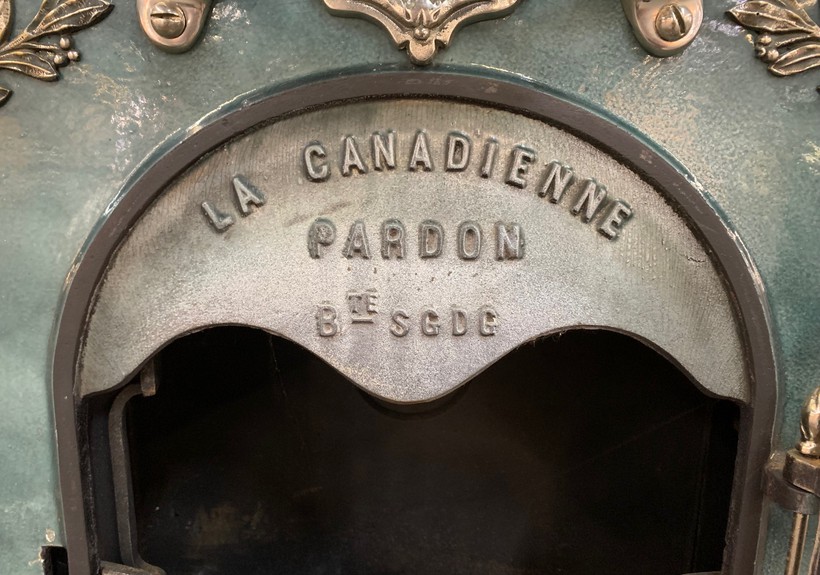 LA CANADIENNE
PARDON
BTE SGDG